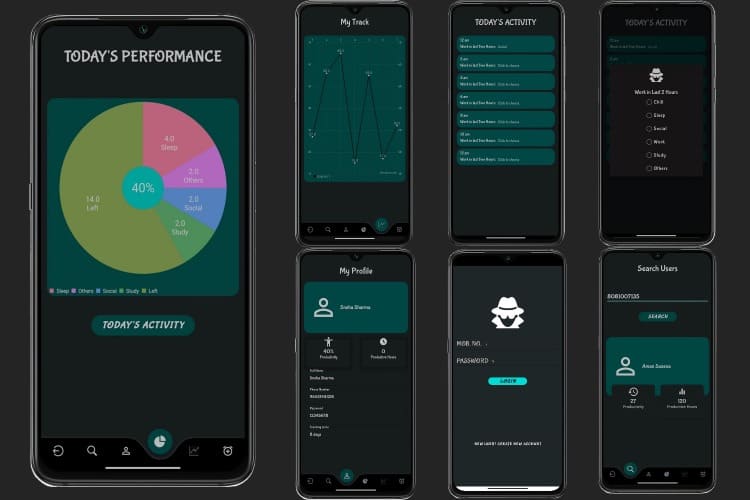 TODAY'S PERFORMANCE
4.0
Sleep
2.0
Others
40%
2.0
Social
2.0
Study
14.0
Left
Sleep Others Social Study Left
TODAY'S ACTIVITY
My Track
TODAY'S ACTIVITY
12 am
Work in Last Two Hours: Social
Work in Last Two Hours: Click to choose
Work in Last Two Hours: Click to choose
Work in Last Two Hours: Click to choose
Work in Last Two Hours: Click to choose
Work in Last Two Hours: Click to choose
Work in Last Two Hours: Click to choose
TODAY'S ACTIVITY
Work in Last 2 Hours
Chill
Sleep
Social
Work
Study
Others
My Profile
Sneha Sharma
40%
Productivity
0
Productive Hours
Full Name
Sneha Sharma
Phone Number
Password
12345678
8 days
MOB. NO. :
PASSWORD :
LOGIN
NEW USER? CREATE NEW ACCOUNT
Search Users
8081007135
SEARCH
27
Productivity
120
Productive Hours